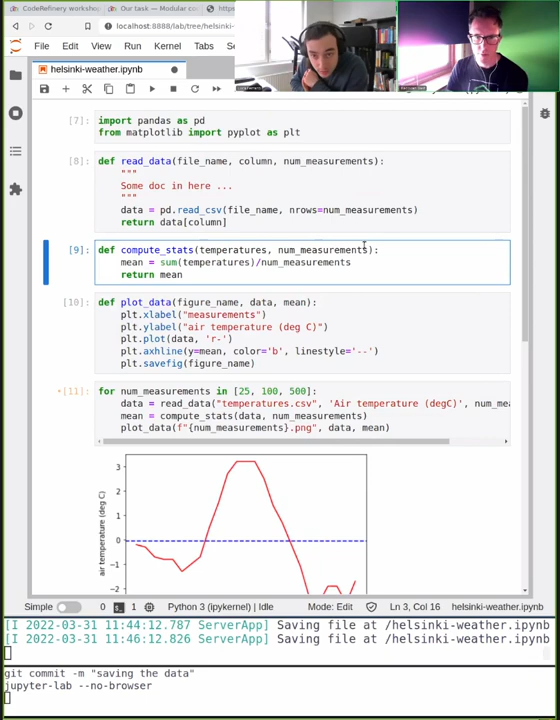 CodeRefinery workshop
Our task — Modular co
https:
localhost:8888/lab/tree/helsinki-
File Edit View Run Kernel Tabs
helsinki-weather.ipynb
[7]: import pandas as pd
from matplotlib import pyplot as plt
[8]: def read_data(file_name, column, num_measurements):
"""
Some doc in here ...
"""
data = pd.read_csv(file_name, nrows=num_measurements)
return data[column]
[9]: def compute_stats(temperatures, num_measurements):
mean = sum(temperatures)/num_measurements
return mean
[10]: def plot_data(figure_name, data, mean):
plt.xlabel("measurements")
plt.ylabel("air temperature (deg C)")
plt.plot(data, 'r-')
plt.axhline(y=mean, color='b', linestyle='--')
plt.savefig(figure_name)
[11]: for num_measurements in [25, 100, 500]:
data = read_data("temperatures.csv", 'Air temperature (degC)', num_me
mean = compute_stats(data, num_measurements)
plot_data(f"{num_measurements}.png", data, mean)
3
2
1
0
−1
−2
air temperature (deg C)
Simple 0 1 Python 3 (ipykernel) | Idle Mode: Edit Ln 3, Col 16 helsinki-weather.ipynb
[I 2022-03-31 11:44:12.787 ServerApp] Saving file at /helsinki-weather.ipynb
[I 2022-03-31 11:46:12.826 ServerApp] Saving file at /helsinki-weather.ipynb
git commit -m "saving the data"
jupyter-lab --no-browser